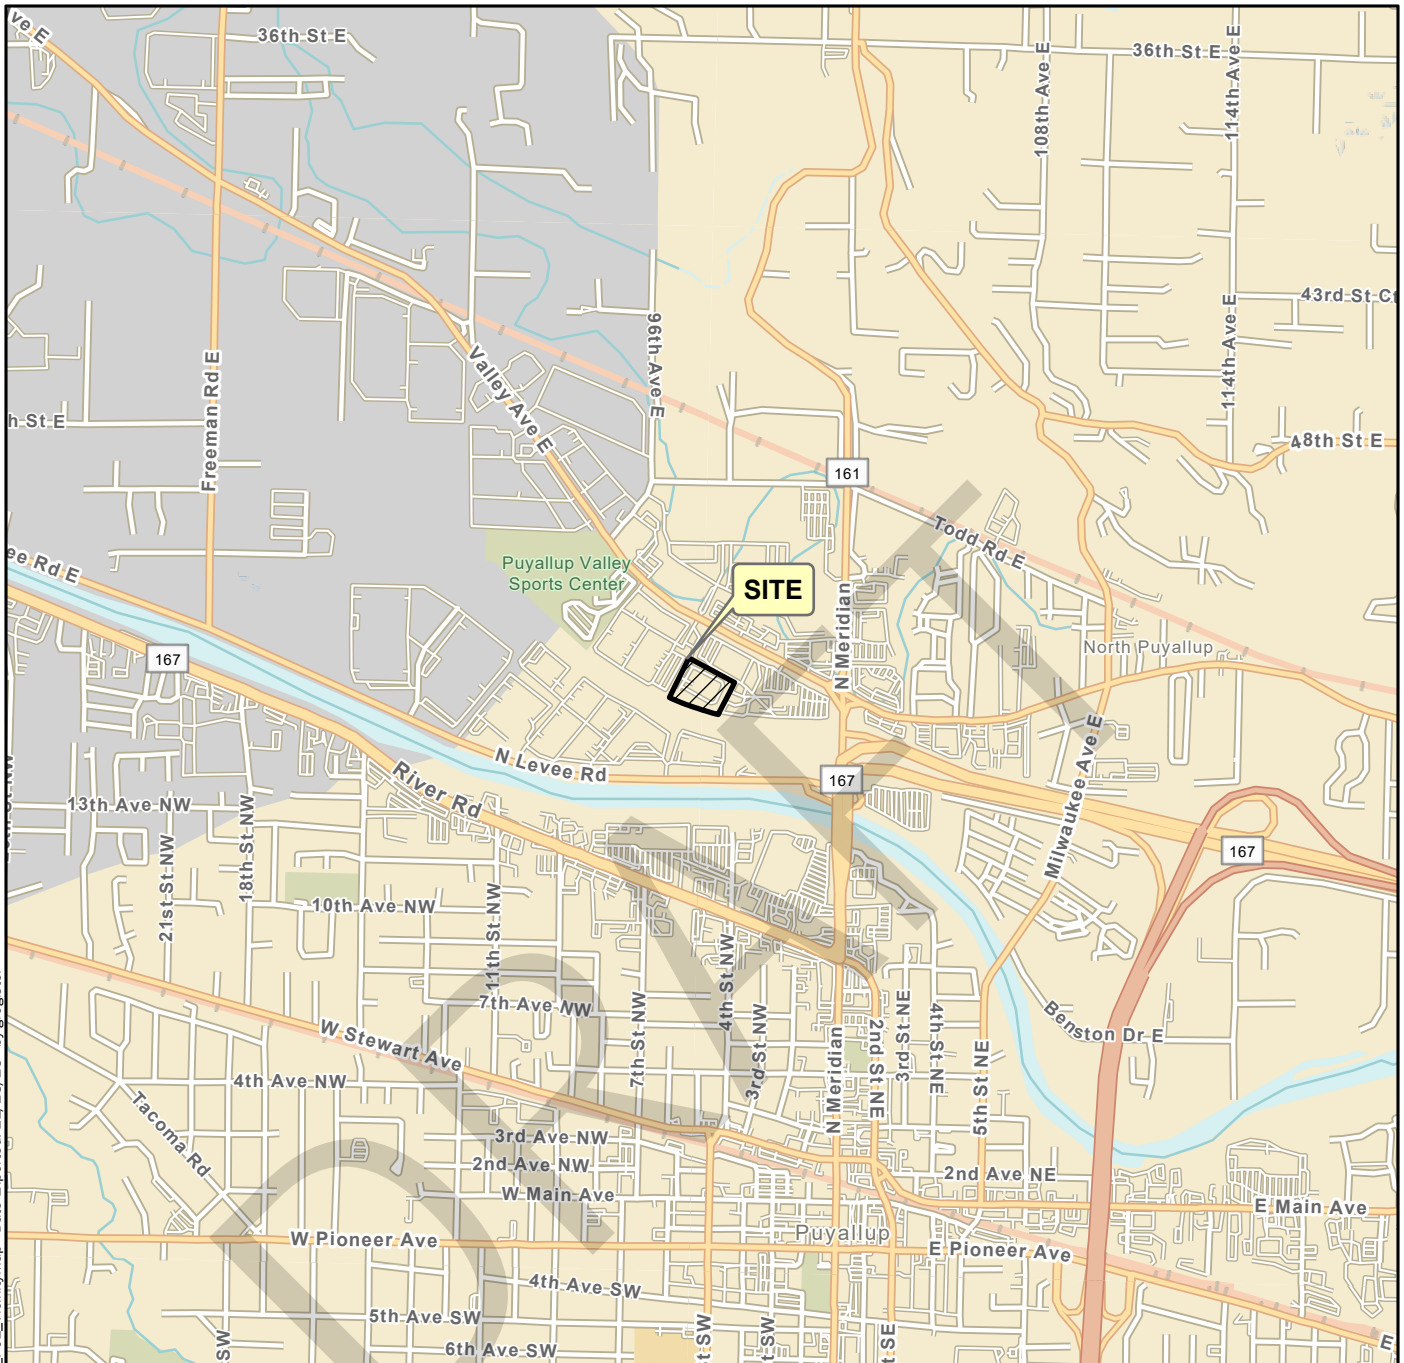 ve E
36th St E
36th St E
108th Ave E
114th Ave E
43rd St Ct
96th Ave E
114th Ave E
Valley Ave E
Freeman Rd E
h St E
48th St E
161
Todd Rd E
Puyallup Valley
Sports Center
SITE
ee Rd E
N Meridian
North Puyallup
167
N Levee Rd
167
River Rd
Milwaukee Ave E
13th Ave NW
18th St NW
21st St NW
167
10th Ave NW
11th St NW
4th St NW
7th Ave NW
7th St NW
3rd St NW
N Meridian
2nd St NE
3rd St NE
4th St NE
5th St NE
Benston Dr E
W Stewart Ave
4th Ave NW
Tacoma Rd
3rd Ave NW
2nd Ave NW
W Main Ave
2nd Ave NE
E Main Ave
W Pioneer Ave
Puyallup
E Pioneer Ave
4th Ave SW
5th Ave SW
6th Ave SW
SW
t SW
t SW
t SE
E
DRAFT